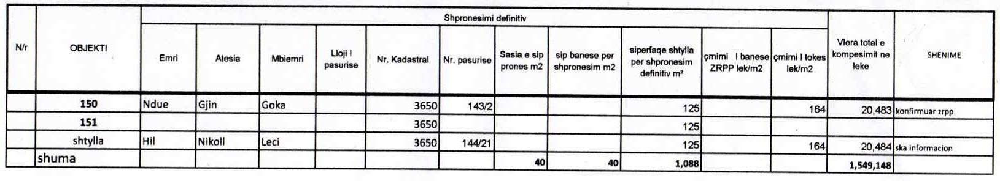 Shpronesimi definitiv
N/r OBJEKTI Emri Atesia Mbiemri Lloji I pasurise Nr. Kadastral Nr. pasurise Sasia e sip prones m2 sip banese per shpronesim m2 siperfaqe shtylla per shpronesim definitiv m² çmimi I banese ZRPP lek/m2 çmimi I tokes lek/m2 Vlera total e kompesimit ne leke SHENIME
150 Ndue Gjin Goka 3650 143/2 125 164 20,483 konfirmuar zrpp
151 3650 125
shtylla Hil Nikoll Leci 3650 144/21 125 164 20,484 ska informacion
shuma 40 40 1,088 1,549,148